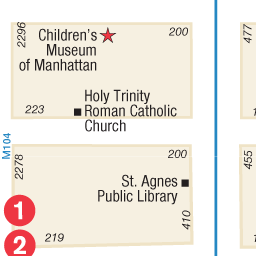 2296
Children's
Museum
of Manhattan
200
477
223
Holy Trinity
Roman Catholic
Church
M104
2278
200
455
St. Agnes
Public Library
410
1
2
219